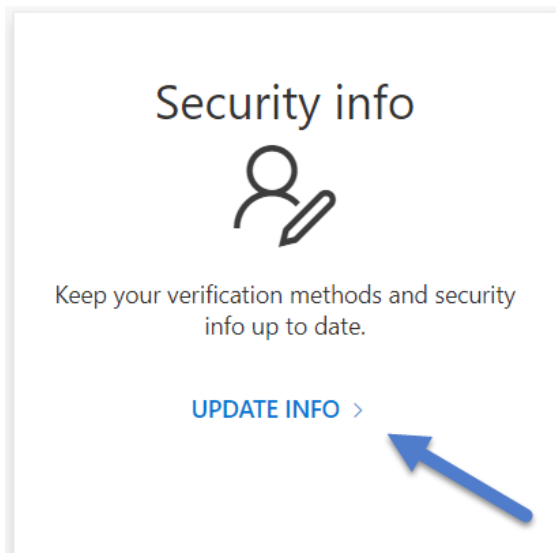 Security info
Keep your verification methods and security
info up to date.
UPDATE INFO >